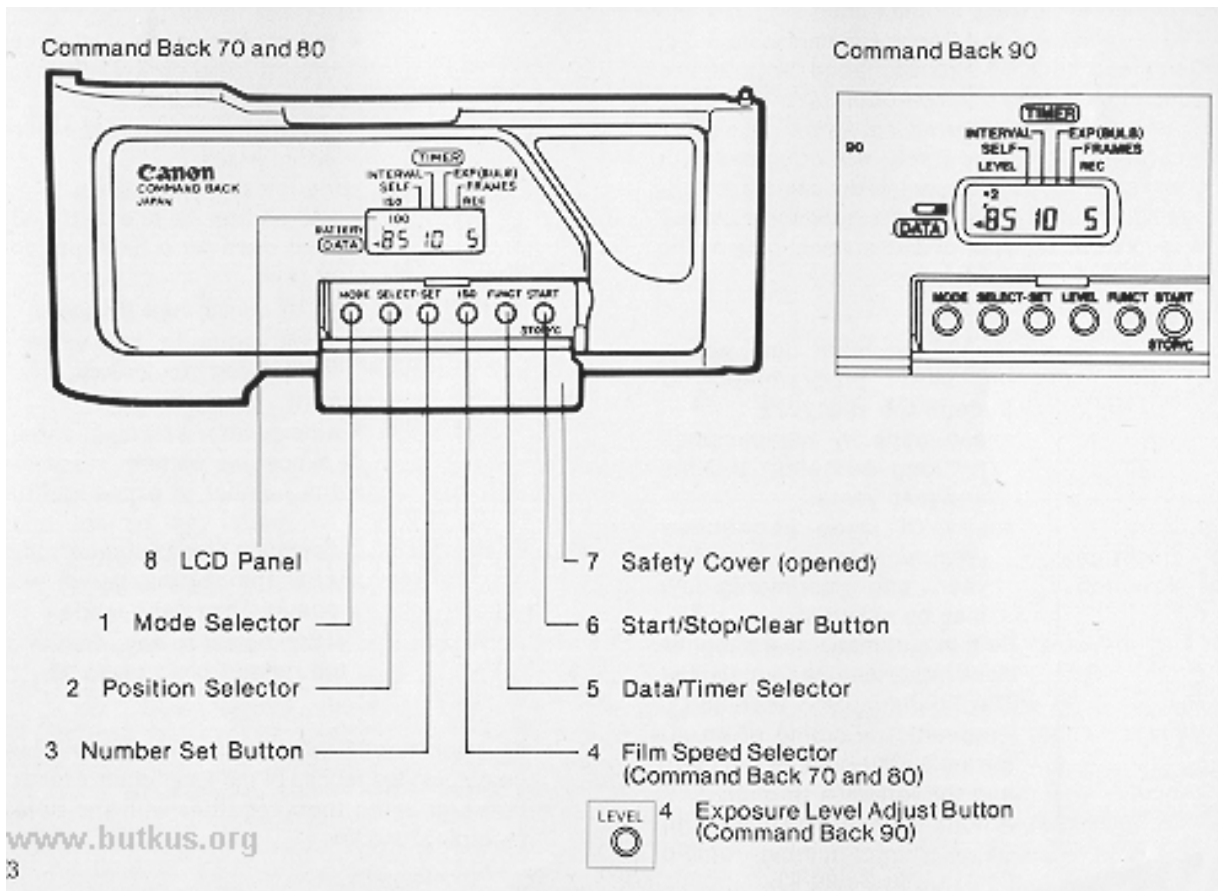 Command Back 70 and 80
Command Back 90
Canon
COMMAND BACK
JAPAN
TIMER
INTERVAL EXP(BULB)
SELF FRAMES
ISO REC
100
BATTERY
DATA
85 10 5
MODE SELECT-SET ISO FUNCT START
STOP/C
90
TIMER
INTERVAL EXP(BULB)
SELF FRAMES
LEVEL REC
+2
DATA
85 10 5
MODE SELECT-SET LEVEL FUNCT START
STOP/C
8 LCD Panel
7 Safety Cover (opened)
1 Mode Selector
6 Start/Stop/Clear Button
2 Position Selector
5 Data/Timer Selector
3 Number Set Button
4 Film Speed Selector
(Command Back 70 and 80)
LEVEL
4 Exposure Level Adjust Button
(Command Back 90)
www.butkus.org
3